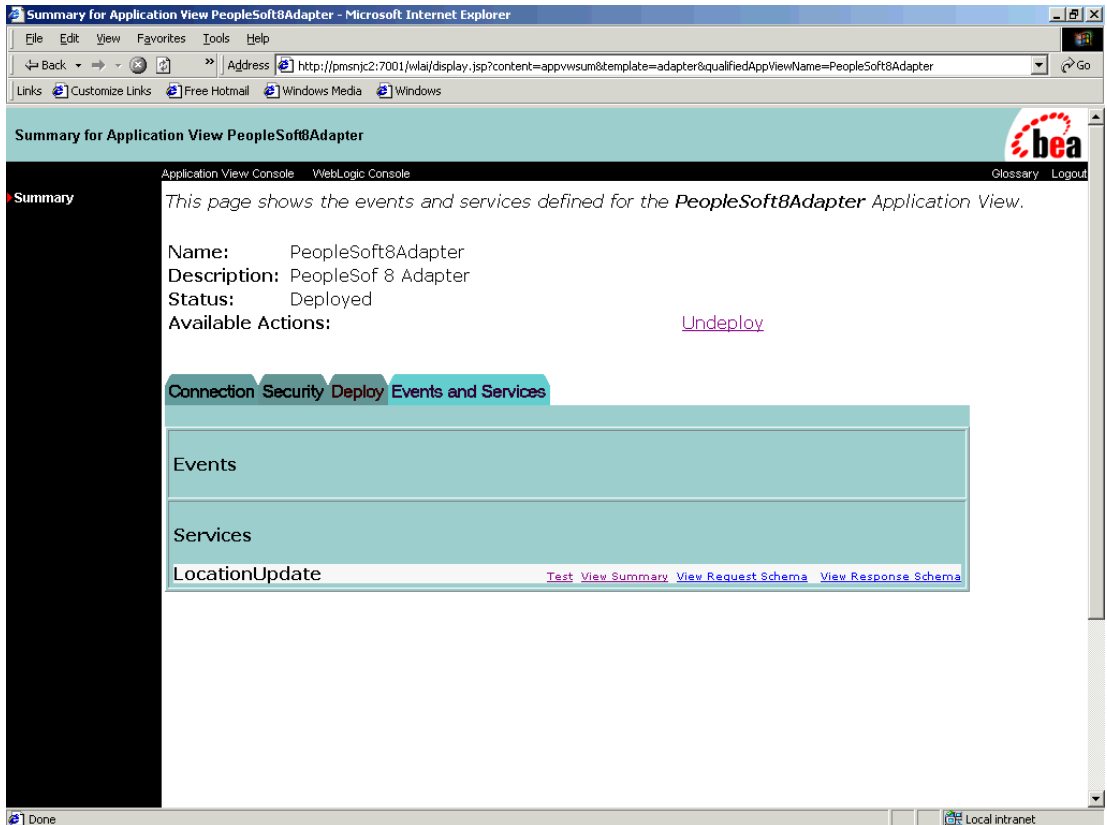 Summary for Application View PeopleSoft8Adapter - Microsoft Internet Explorer
File Edit View Favorites Tools Help
Back » Address http://pmsnjc2:7001/wlai/display.jsp?content=appvwsum&template=adapter&qualifiedAppViewName=PeopleSoft8Adapter Go
Links Customize Links Free Hotmail Windows Media Windows
Summary for Application View PeopleSoft8Adapter bea
Application View Console WebLogic Console Glossary Logout
Summary
This page shows the events and services defined for the PeopleSoft8Adapter Application View.
Name: PeopleSoft8Adapter
Description: PeopleSof 8 Adapter
Status: Deployed
Available Actions: Undeploy
Connection Security Deploy Events and Services
Events
Services
LocationUpdate Test View Summary View Request Schema View Response Schema
Done Local intranet